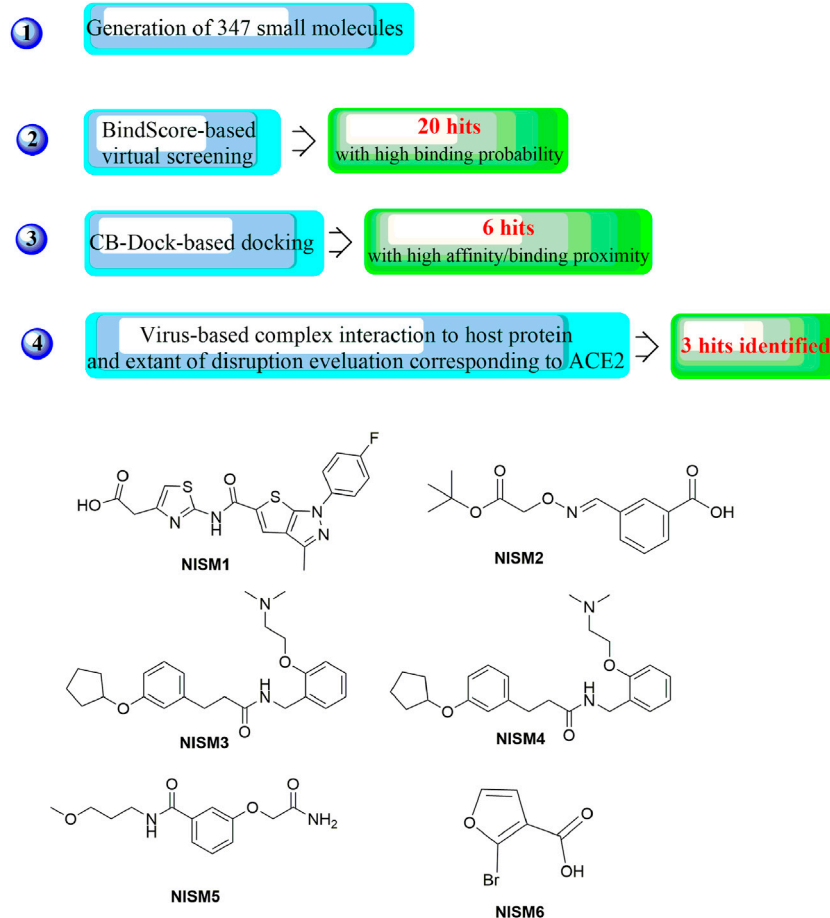 1
Generation of 347 small molecules
2
BindScore-based
virtual screening
20 hits
with high binding probability
3
CB-Dock-based docking
6 hits
with high affinity/binding proximity
4
Virus-based complex interaction to host protein
and extant of disruption eveluation corresponding to ACE2
3 hits identified
F
O
HO
S
N
N
H
O
S
N
N
NISM1
O
O
O
N
O
OH
NISM2
N
O
H
N
O
O
NISM3
N
O
H
N
O
O
NISM4
O
O
N
H
O
O
NH2
NISM5
O
O
Br
OH
NISM6